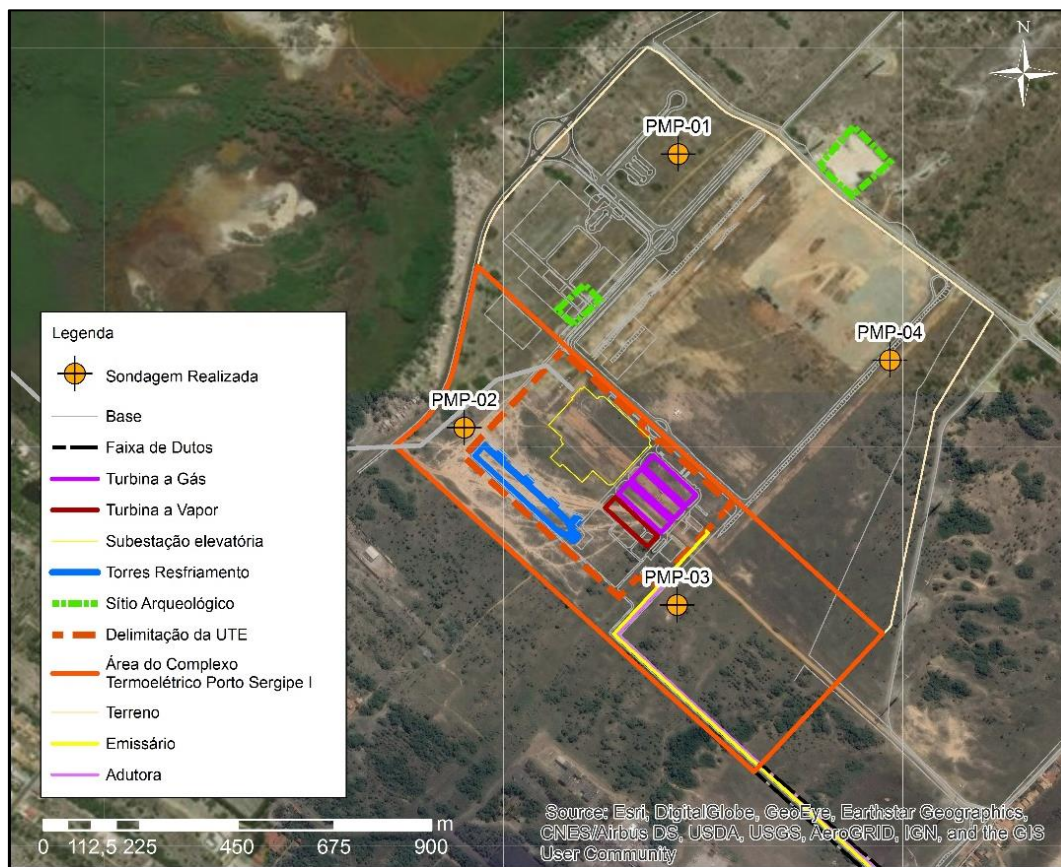 N
PMP-01
PMP-04
PMP-02
PMP-03
Legenda
Sondagem Realizada
Base
Faixa de Dutos
Turbina a Gás
Turbina a Vapor
Subestação elevatória
Torres Resfriamento
Sítio Arqueológico
Delimitação da UTE
Área do Complexo
Termoelétrico Porto Sergipe I
Terreno
Emissário
Adutora
m
0 112,5 225 450 675 900
Source: Esri, DigitalGlobe, GeoEye, Earthstar Geographics,
CNES/Airbus DS, USDA, USGS, AeroGRID, IGN, and the GIS
User Community